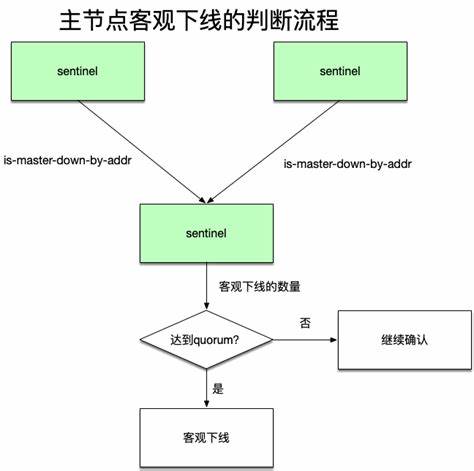 主节点客观下线的判断流程
sentinel
sentinel
is-master-down-by-addr
is-master-down-by-addr
sentinel
客观下线的数量
达到quorum?
否
继续确认
是
客观下线